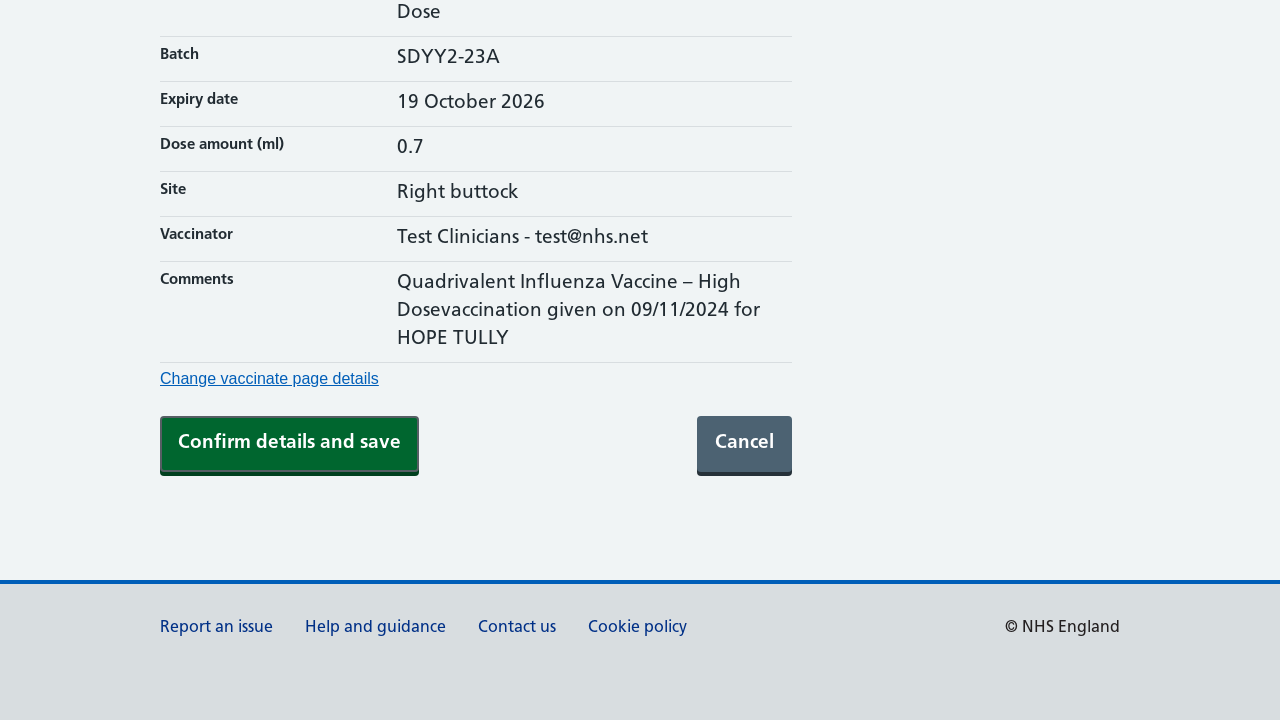 Dose
Batch SDYY2-23A
Expiry date 19 October 2026
Dose amount (ml) 0.7
Site Right buttock
Vaccinator Test Clinicians - test@nhs.net
Comments Quadrivalent Influenza Vaccine – High
Dosevaccination given on 09/11/2024 for
HOPE TULLY
Change vaccinate page details
Confirm details and save Cancel
Report an issue Help and guidance Contact us Cookie policy © NHS England